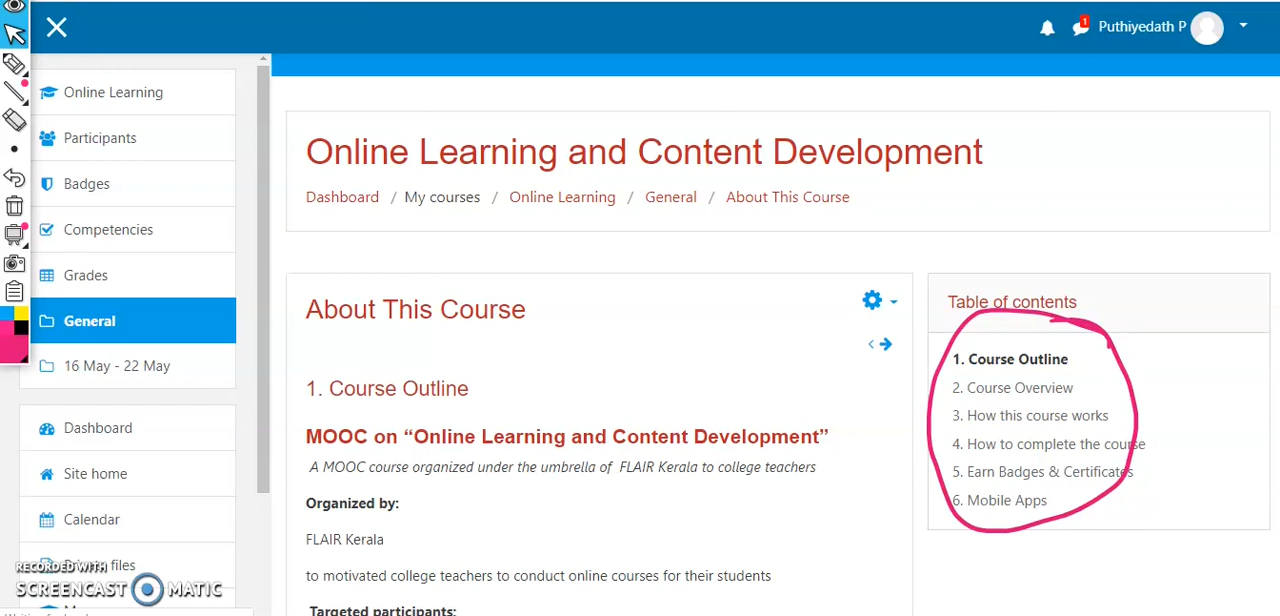 1
Puthiyedath P
Online Learning
Participants
Badges
Competencies
Grades
General
16 May - 22 May
Dashboard
Site home
Calendar
files
RECORDED WITH
SCREENCAST MATIC
Online Learning and Content Development
Dashboard / My courses / Online Learning / General / About This Course
About This Course
1. Course Outline
MOOC on “Online Learning and Content Development”
A MOOC course organized under the umbrella of FLAIR Kerala to college teachers
Organized by:
FLAIR Kerala
to motivated college teachers to conduct online courses for their students
Targeted participants:
Table of contents
1. Course Outline
2. Course Overview
3. How this course works
4. How to complete the course
5. Earn Badges & Certificates
6. Mobile Apps